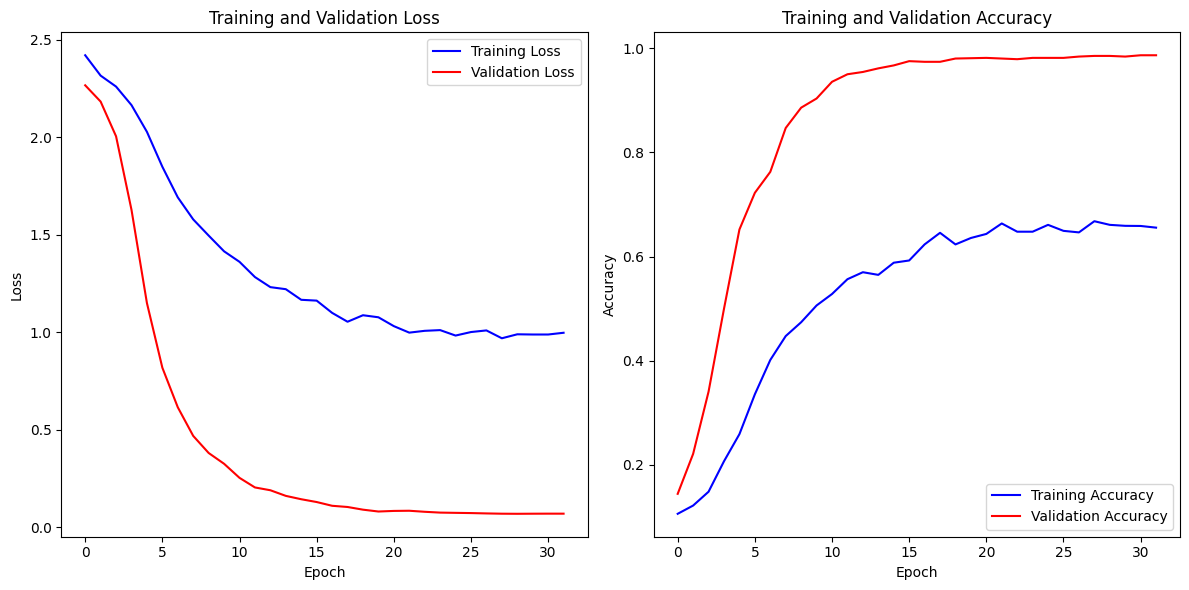 Training and Validation Loss
2.5
2.0
1.5
1.0
0.5
0.0
Loss
Training Loss
Validation Loss
0 5 10 15 20 25 30
Epoch
Training and Validation Accuracy
1.0
0.8
0.6
0.4
0.2
Accuracy
Training Accuracy
Validation Accuracy
0 5 10 15 20 25 30
Epoch